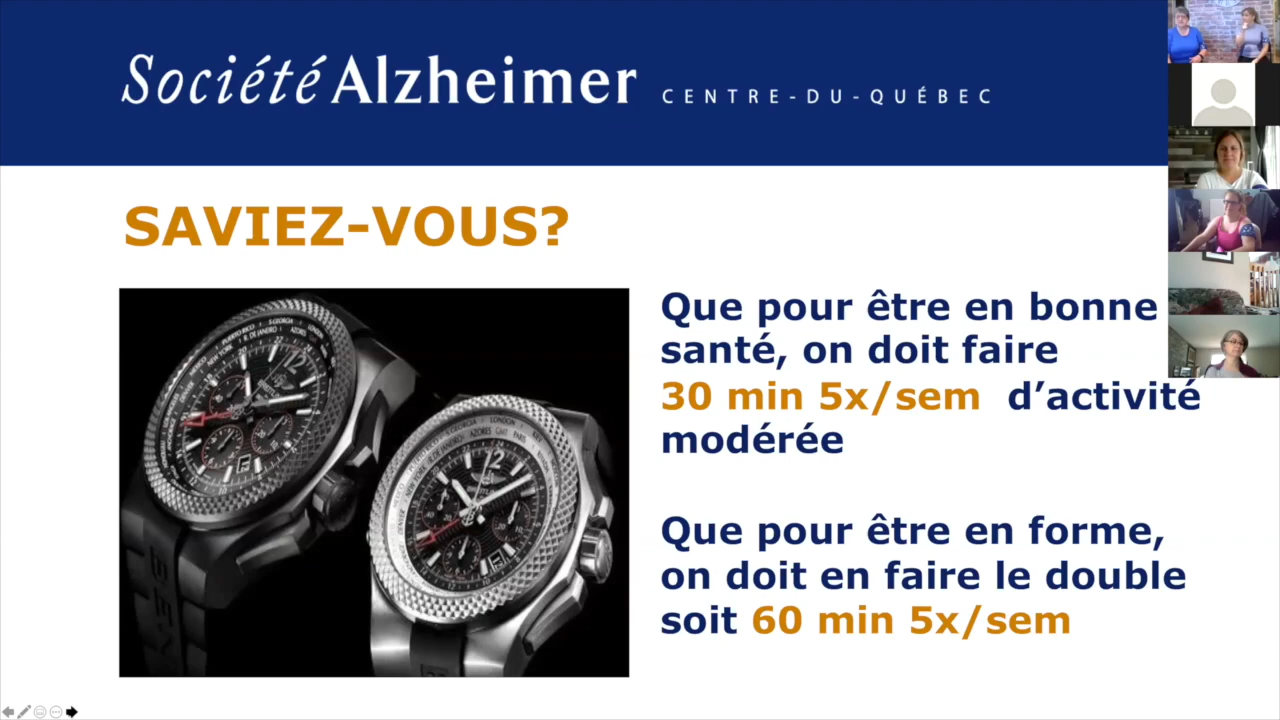 Société Alzheimer CENTRE-DU-QUÉBEC
SAVIEZ-VOUS?
Que pour être en bonne
santé, on doit faire
30 min 5x/sem d’activité
modérée
Que pour être en forme,
on doit en faire le double
soit 60 min 5x/sem